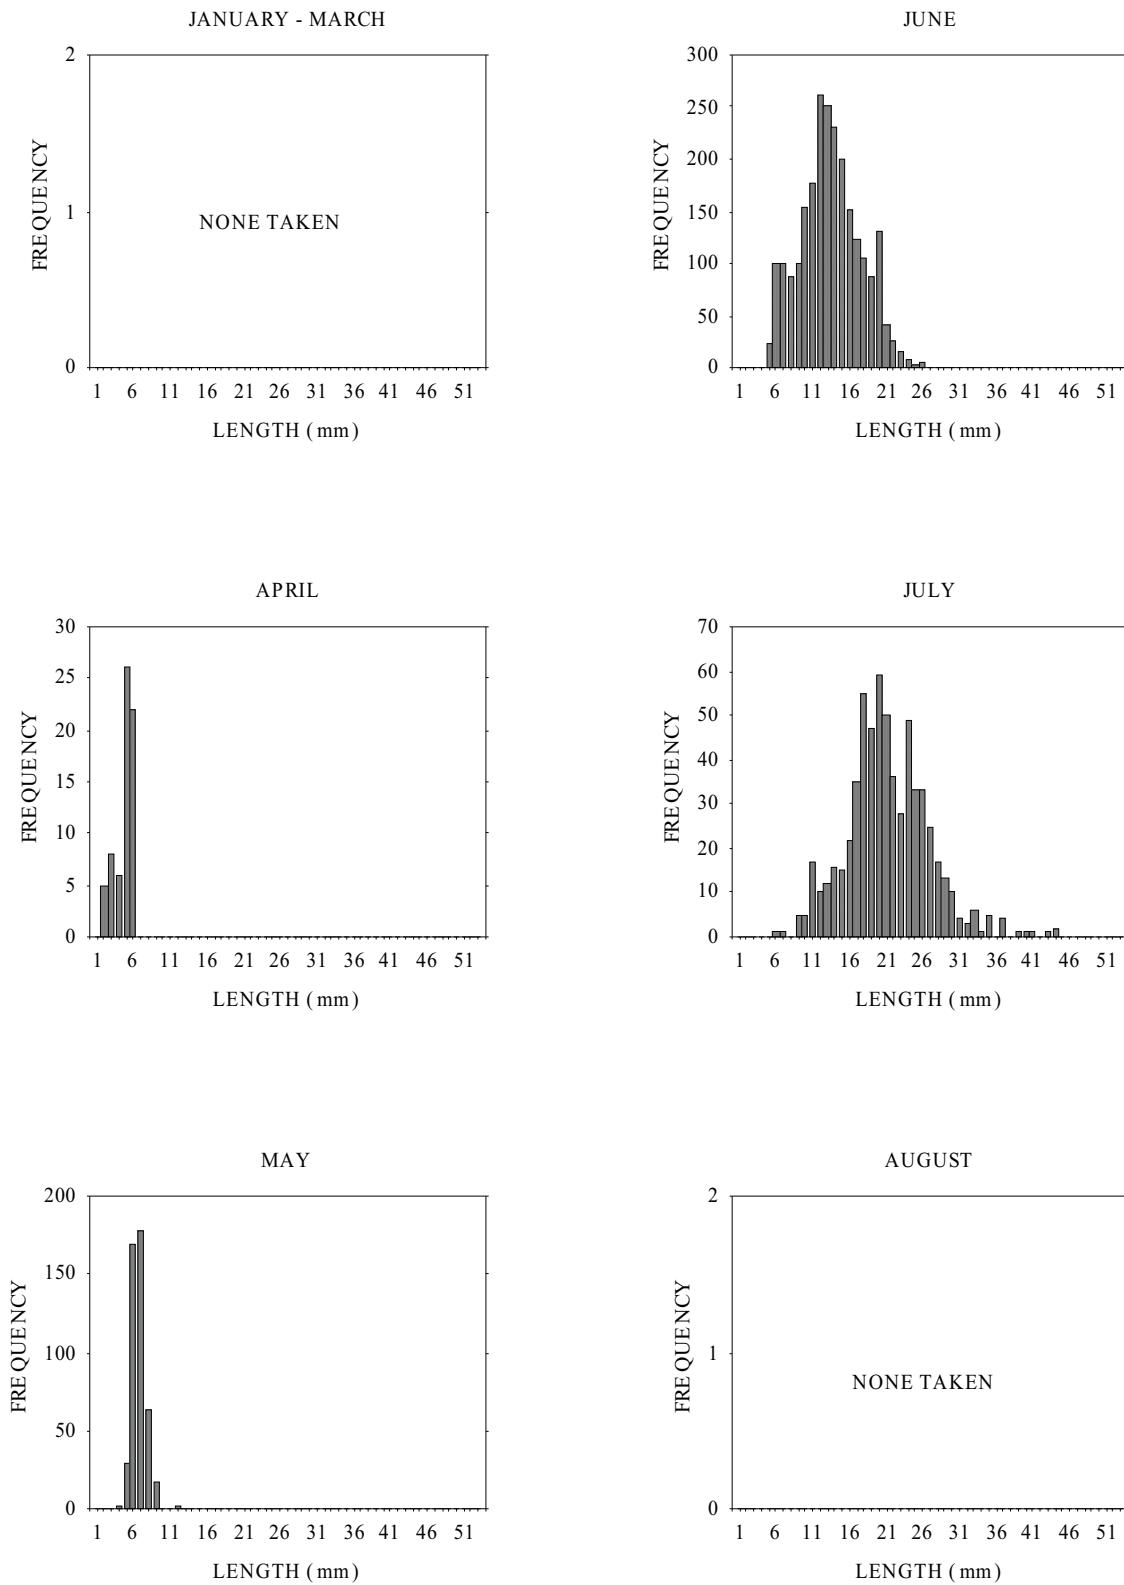 JANUARY - MARCH
2
1
0
FREQUENCY
NONE TAKEN
1 6 11 16 21 26 31 36 41 46 51
LENGTH (mm)
JUNE
300
250
200
150
100
50
0
FREQUENCY
1 6 11 16 21 26 31 36 41 46 51
LENGTH (mm)
APRIL
30
25
20
15
10
5
0
FREQUENCY
1 6 11 16 21 26 31 36 41 46 51
LENGTH (mm)
JULY
70
60
50
40
30
20
10
0
FREQUENCY
1 6 11 16 21 26 31 36 41 46 51
LENGTH (mm)
MAY
200
150
100
50
0
FREQUENCY
1 6 11 16 21 26 31 36 41 46 51
LENGTH (mm)
AUGUST
2
1
0
FREQUENCY
NONE TAKEN
1 6 11 16 21 26 31 36 41 46 51
LENGTH (mm)